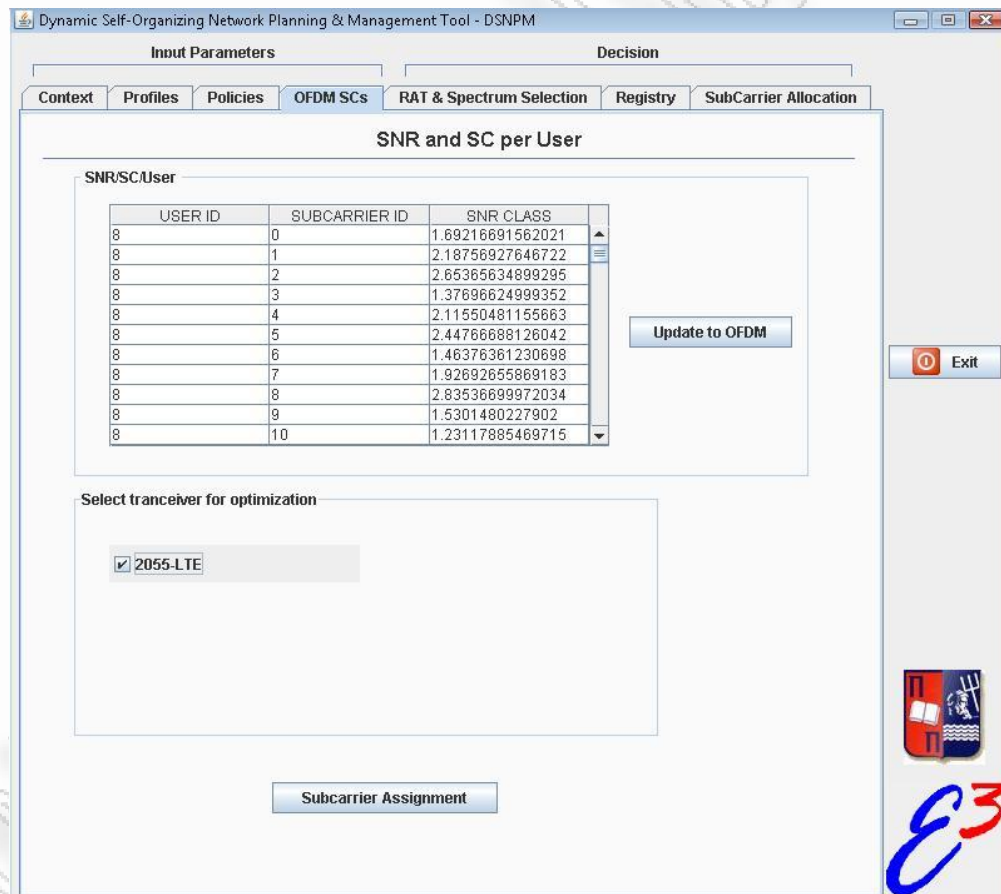 Dynamic Self-Organizing Network Planning & Management Tool - DSNPM
Input Parameters Decision
Context Profiles Policies OFDM SCs RAT & Spectrum Selection Registry SubCarrier Allocation
SNR and SC per User
SNR/SC/User
USER ID SUBCARRIER ID SNR CLASS
8 0 1.69216691562021
8 1 2.18756927646722
8 2 2.65365634899295
8 3 1.37696624999352
8 4 2.11550481155663
8 5 2.44766688126042
8 6 1.46376361230698
8 7 1.92692655869183
8 8 2.83536699972034
8 9 1.5301480227902
8 10 1.23117885469715
Update to OFDM
Exit
Select tranceiver for optimization
2055-LTE
Π
Π
Subcarrier Assignment
E3